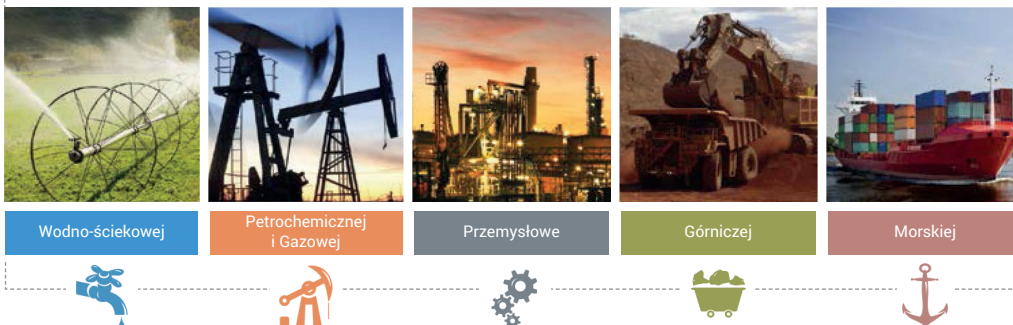 Wodno-ściekowej
Petrochemicznej
i Gazowej
Przemysłowe
Górniczej
Morskiej